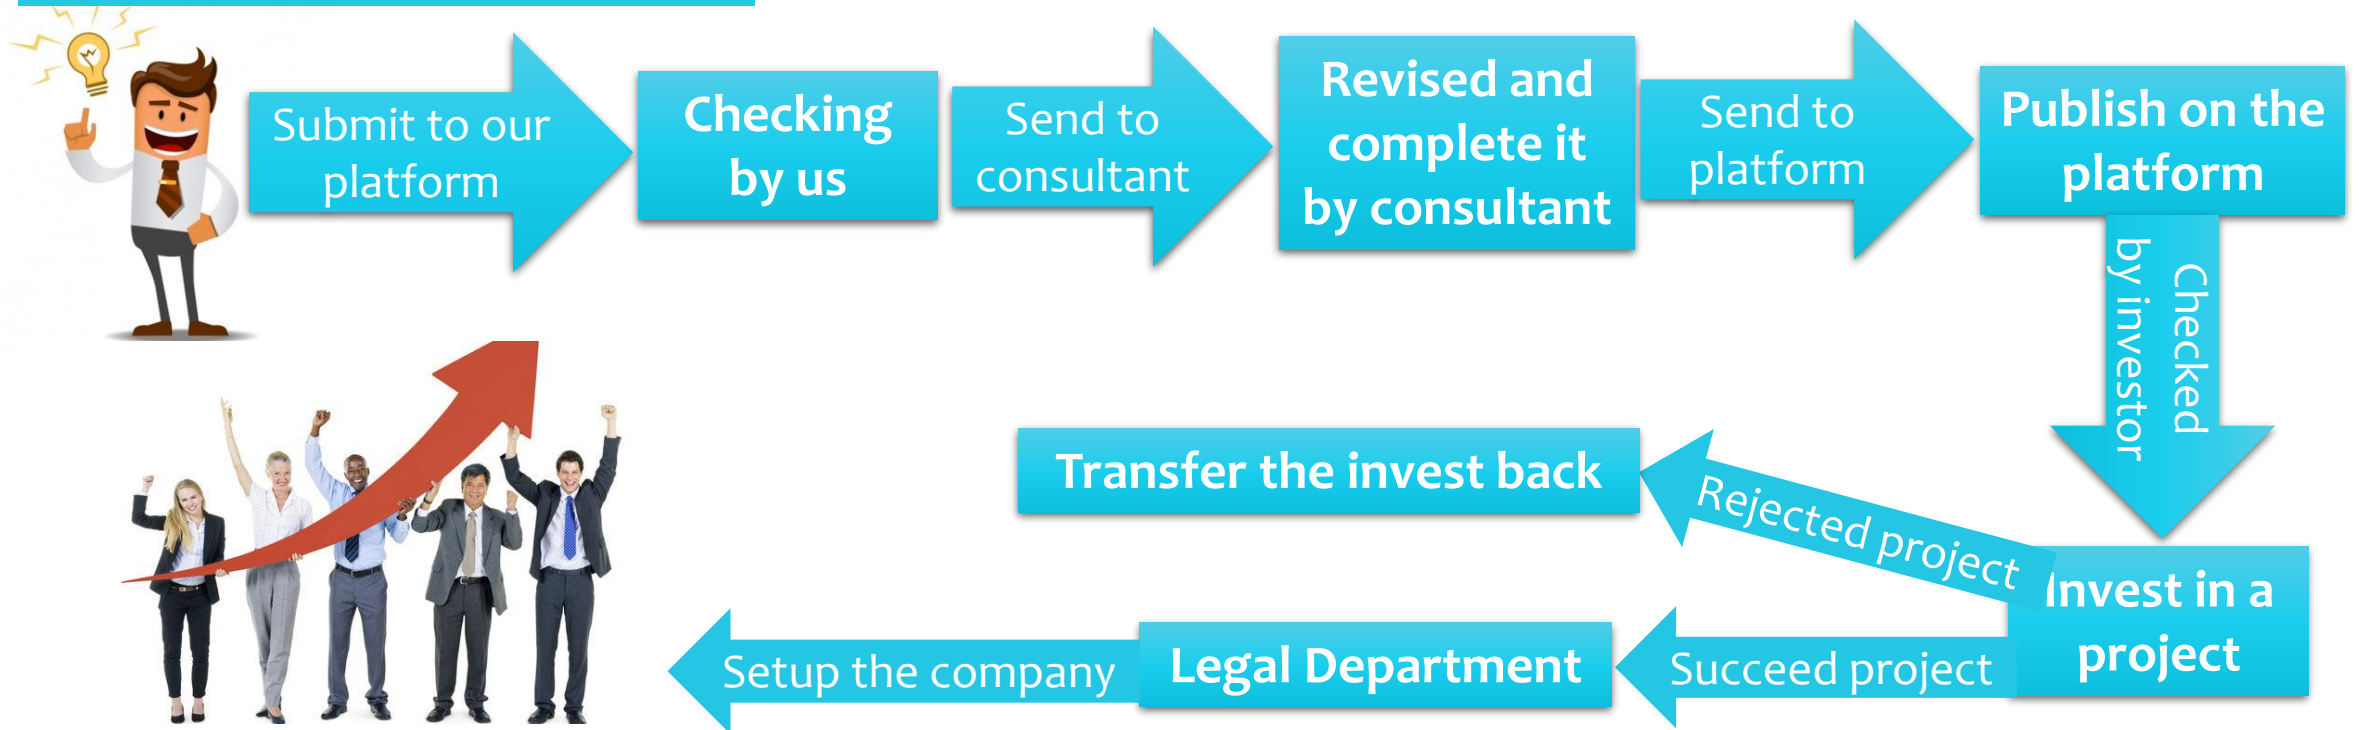 Submit to our
platform
Checking
by us
Send to
consultant
Revised and
complete it
by consultant
Send to
platform
Publish on the
platform
Checked
by investor
Invest in a
project
Rejected project
Transfer the invest back
Succeed project
Legal Department
Setup the company